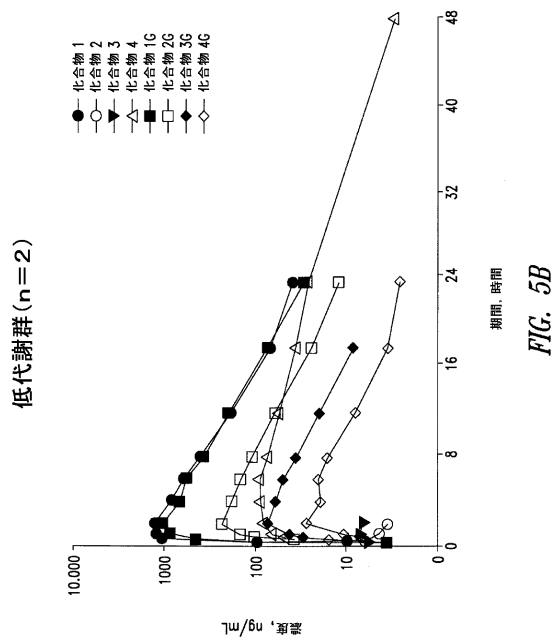 低代謝群(n=2)
化合物 1
化合物 2
化合物 3
化合物 4
化合物 1G
化合物 2G
化合物 3G
化合物 4G
濃度, ng/mL
10.000
1000
100
10
0
0
8
16
24
32
40
48
期間, 時間
FIG. 5B